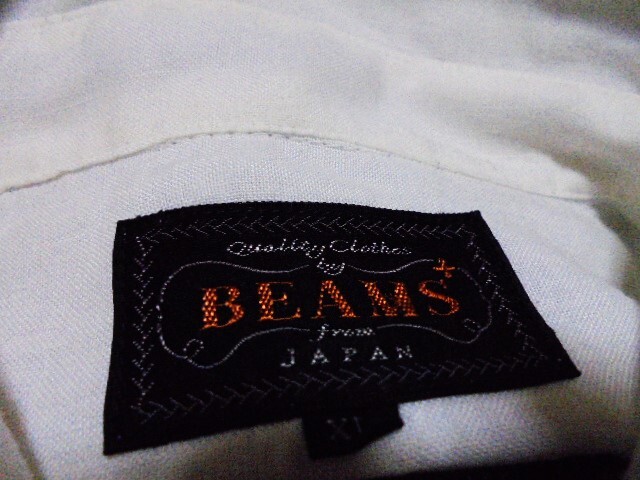 Quality Clothes
by
BEAMS+
from
JAPAN
XL